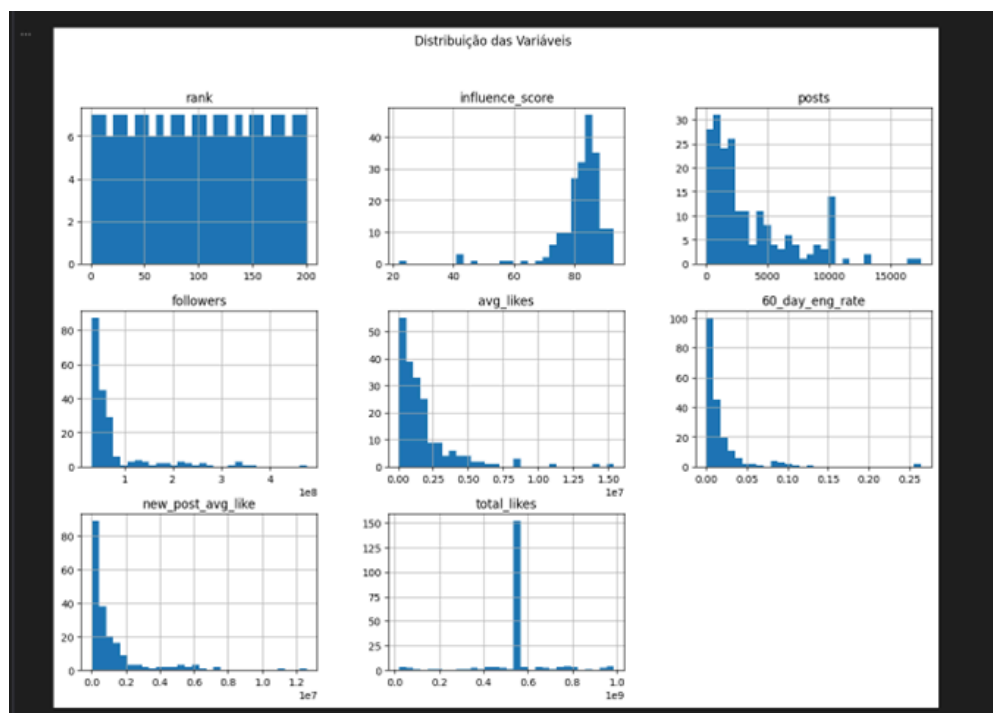 ...
Distribuição das Variáveis
rank
6
4
2
0
0 50 100 150 200
influence_score
40
30
20
10
0
20 40 60 80
posts
30
25
20
15
10
5
0
0 5000 10000 15000
followers
80
60
40
20
0
1 2 3 4
1e8
avg_likes
50
40
30
20
10
0
0.0 0.25 0.50 0.75 1.00 1.25 1.50
1e7
60_day_eng_rate
100
80
60
40
20
0
0.00 0.05 0.10 0.15 0.20 0.25
new_post_avg_like
80
60
40
20
0
0.0 0.2 0.4 0.6 0.8 1.0 1.2
1e7
total_likes
150
125
100
75
50
25
0
0.0 0.2 0.4 0.6 0.8 1.0
1e9